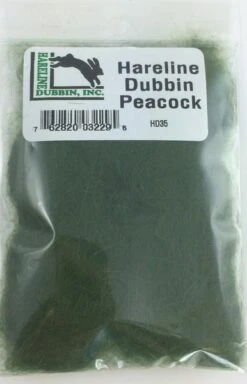 HARELINE
DUBBIN, INC.
Hareline
Dubbin
Peacock
HD35
7 62820 03229 5